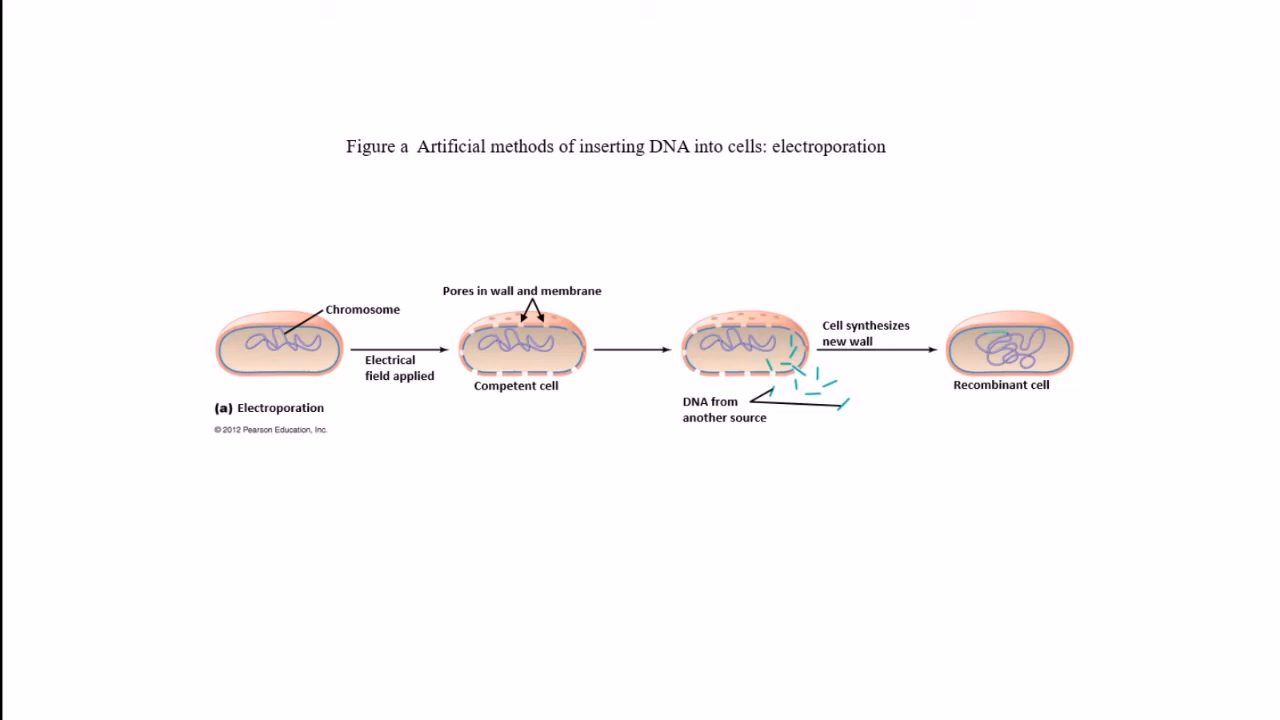 Figure a Artificial methods of inserting DNA into cells: electroporation
Pores in wall and membrane
Chromosome
Electrical
field applied
Competent cell
Cell synthesizes
new wall
DNA from
another source
Recombinant cell
(a) Electroporation
© 2012 Pearson Education, Inc.